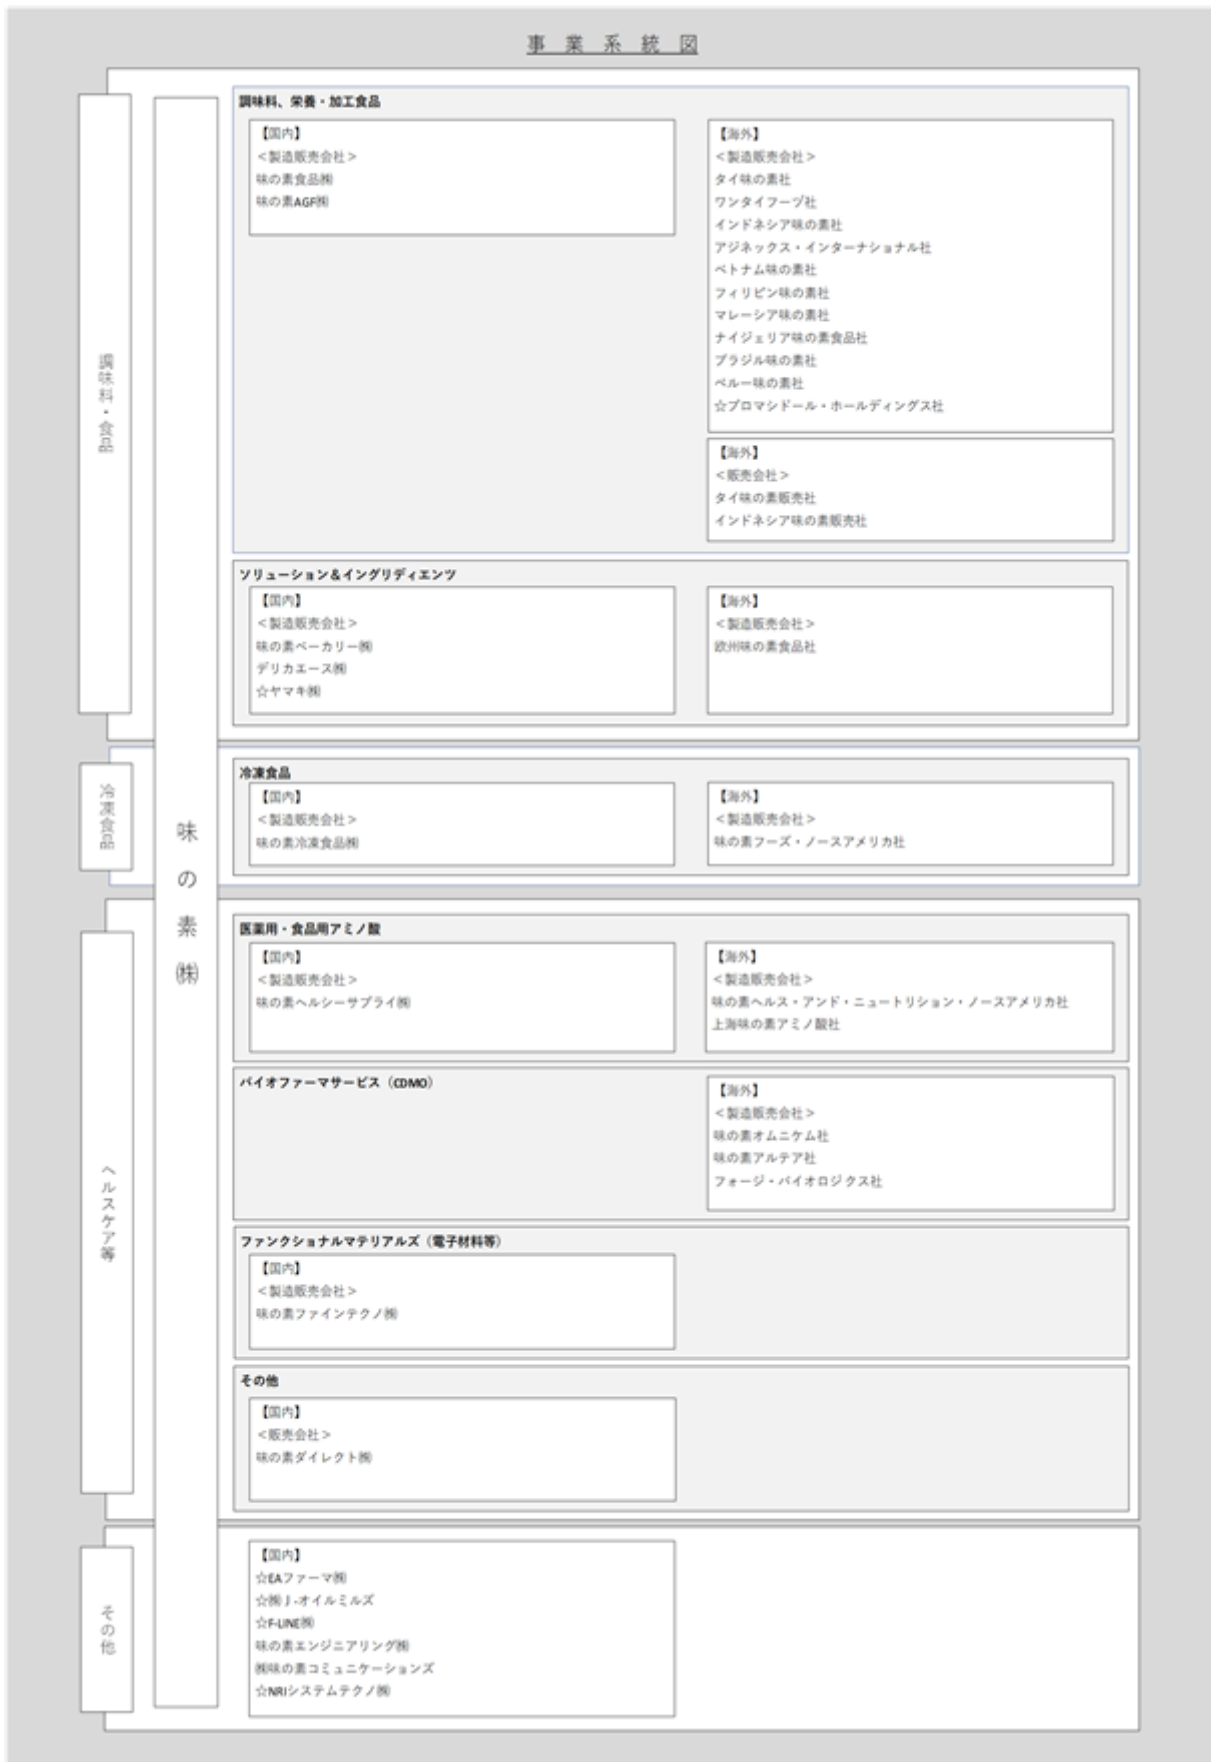 事業系統図
調味料・食品
味の素㈱
調味料、栄養・加工食品
【国内】
＜製造販売会社＞
味の素食品㈱
味の素AGF㈱
【海外】
＜製造販売会社＞
タイ味の素社
ワンタイフーヅ社
インドネシア味の素社
アジネックス・インターナショナル社
ベトナム味の素社
フィリピン味の素社
マレーシア味の素社
ナイジェリア味の素食品社
ブラジル味の素社
ペルー味の素社
☆プロマシドール・ホールディングス社
【海外】
＜販売会社＞
タイ味の素販売社
インドネシア味の素販売社
ソリューション＆イングリディエンツ
【国内】
＜製造販売会社＞
味の素ベーカリー㈱
デリカエース㈱
☆ヤマキ㈱
【海外】
＜製造販売会社＞
欧州味の素食品社
冷凍食品
冷凍食品
【国内】
＜製造販売会社＞
味の素冷凍食品㈱
【海外】
＜製造販売会社＞
味の素フーズ・ノースアメリカ社
ヘルスケア等
医薬用・食品用アミノ酸
【国内】
＜製造販売会社＞
味の素ヘルシーサプライ㈱
【海外】
＜製造販売会社＞
味の素ヘルス・アンド・ニュートリション・ノースアメリカ社
上海味の素アミノ酸社
バイオファーマサービス（CDMO）
【海外】
＜製造販売会社＞
味の素オムニケム社
味の素アルテア社
フォージ・バイオロジクス社
ファンクショナルマテリアルズ（電子材料等）
【国内】
＜製造販売会社＞
味の素ファインテクノ㈱
その他
【国内】
＜販売会社＞
味の素ダイレクト㈱
その他
【国内】
☆EAファーマ㈱
☆㈱Ｊ-オイルミルズ
☆F-LINE㈱
味の素エンジニアリング㈱
㈱味の素コミュニケーションズ
☆NRIシステムテクノ㈱